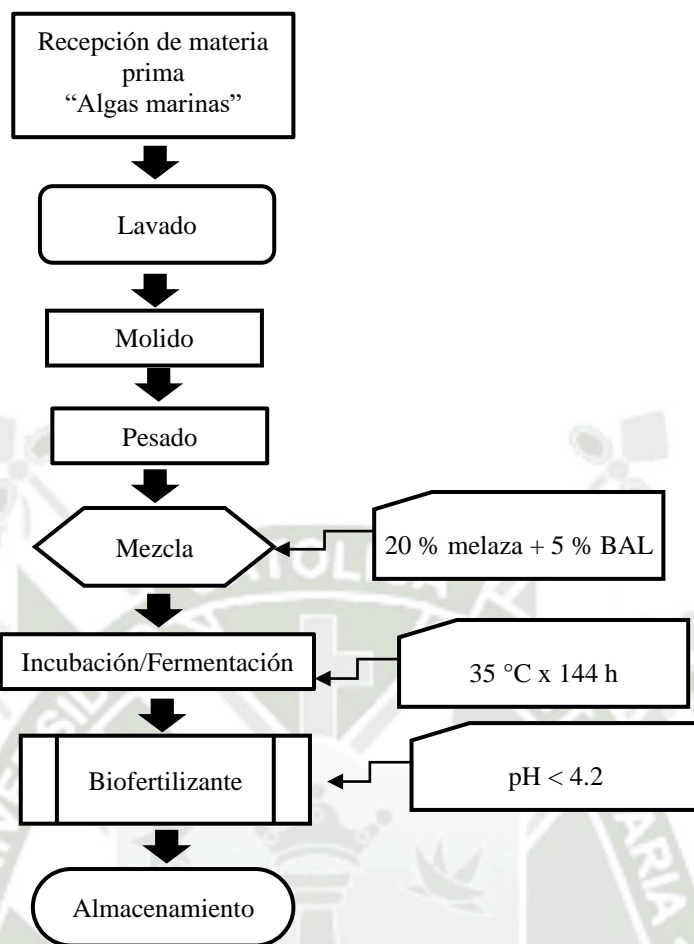 Recepción de materia
prima
“Algas marinas”
Lavado
Molido
Pesado
Mezcla
20 % melaza + 5 % BAL
Incubación/Fermentación
35 °C x 144 h
Biofertilizante
pH < 4.2
Almacenamiento